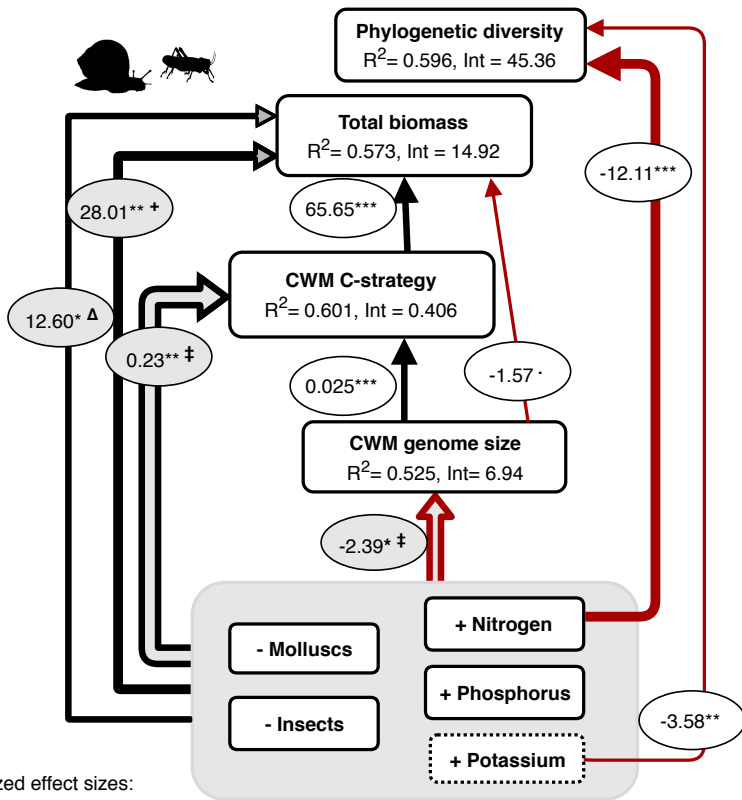 Phylogenetic diversity
R²= 0.596, Int = 45.36
Total biomass
R²= 0.573, Int = 14.92
-12.11***
28.01** +
65.65***
CWM C-strategy
R²= 0.601, Int = 0.406
12.60* Δ
0.23** ‡
0.025***
-1.57 ·
CWM genome size
R²= 0.525, Int= 6.94
-2.39* ‡
+ Nitrogen
- Molluscs
+ Phosphorus
- Insects
-3.58**
+ Potassium
zed effect sizes: